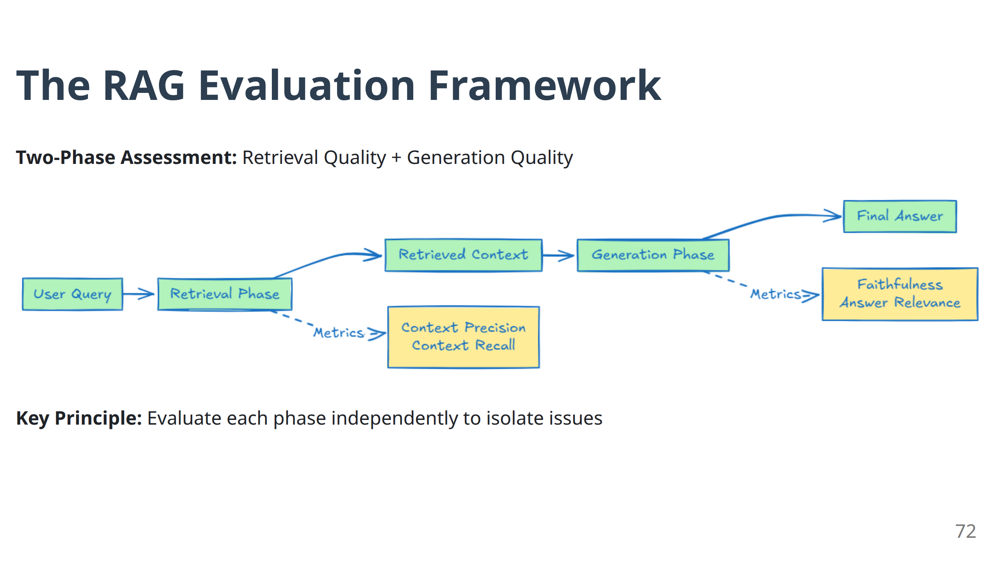 The RAG Evaluation Framework
Two-Phase Assessment: Retrieval Quality + Generation Quality
Final Answer
Retrieved Context
Generation Phase
User Query
Retrieval Phase
Metrics
Faithfulness
Answer Relevance
Metrics
Context Precision
Context Recall
Key Principle: Evaluate each phase independently to isolate issues
72